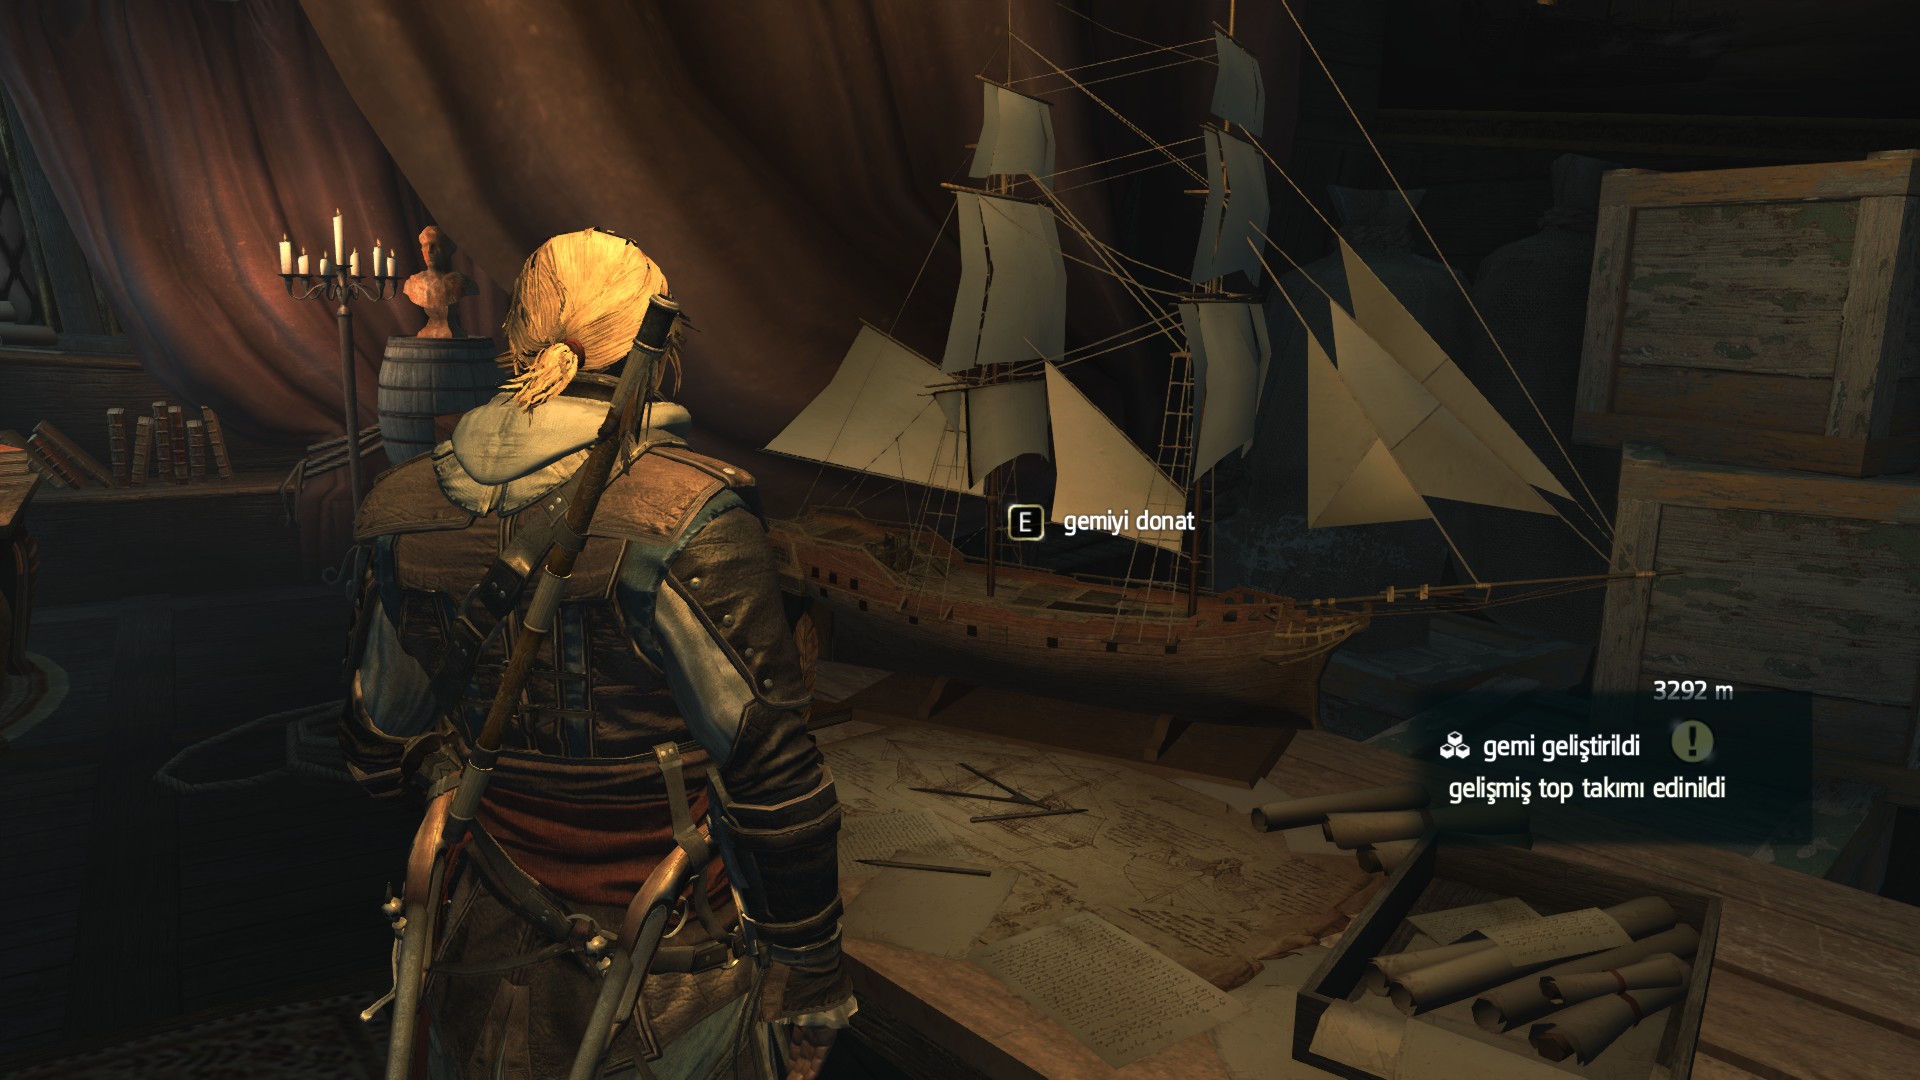 E gemiyi donat
3292 m
gemi geliştirildi
gelişmiş top takımı edinildi